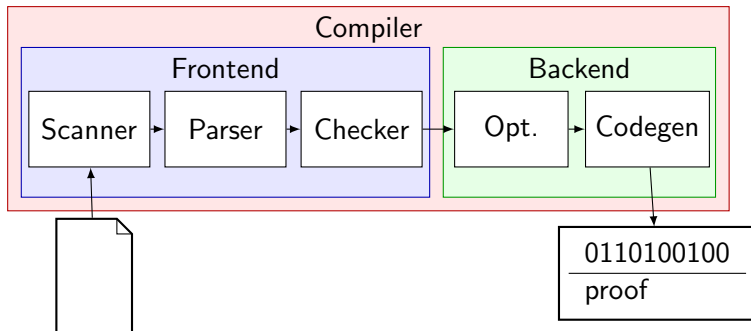 Compiler
Frontend
Backend
Scanner
Parser
Checker
Opt.
Codegen
0110100100
proof